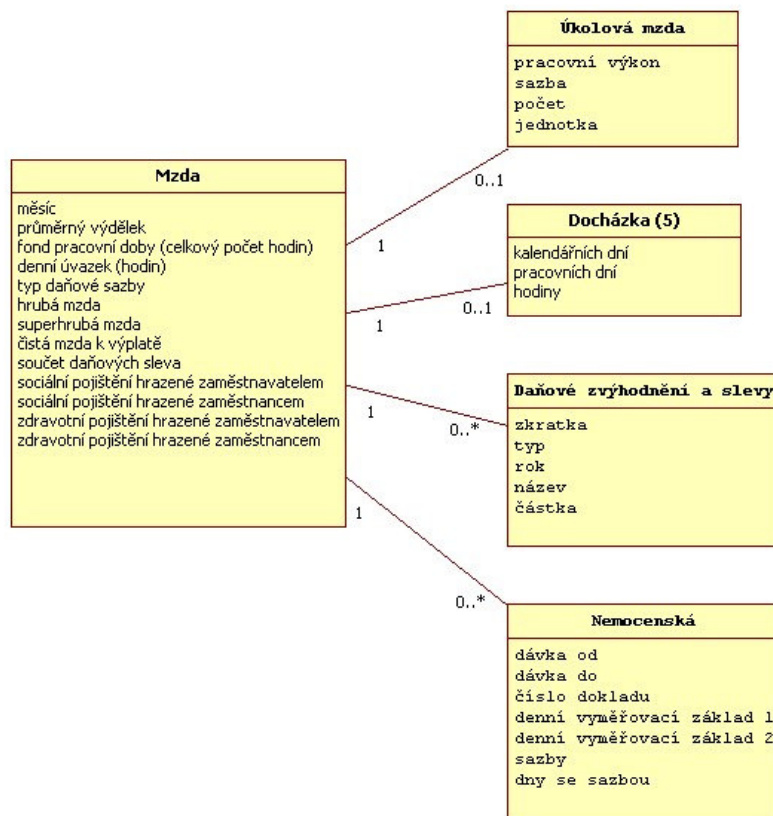 Úkolová mzda
pracovní výkon
sazba
počet
jednotka
0..1
1
Mzda
měsíc
průměrný výdělek
fond pracovní doby (celkový počet hodin)
denní úvazek (hodin)
typ daňové sazby
hrubá mzda
superhrubá mzda
čistá mzda k výplatě
součet daňových sleva
sociální pojištění hrazené zaměstnavatelem
sociální pojištění hrazené zaměstnancem
zdravotní pojištění hrazené zaměstnavatelem
zdravotní pojištění hrazené zaměstnancem
Docházka (5)
kalendářních dní
pracovních dní
hodiny
0..1
1
Daňové zvýhodnění a slevy
zkratka
typ
rok
název
částka
1
0..*
Nemocenská
dávka od
dávka do
číslo dokladu
denní vyměřovací základ 1
denní vyměřovací základ 2
sazby
dny se sazbou
1
0..*